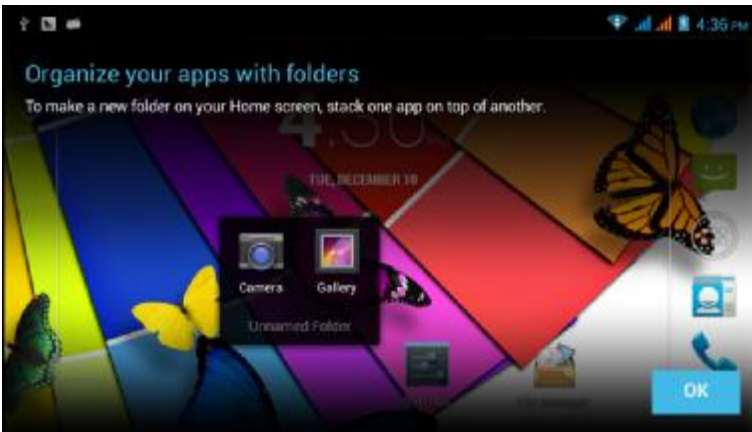 4:36 PM
Organize your apps with folders
To make a new folder on your Home screen, stack one app on top of another.
TUE, DECEMBER 10
Camera
Gallery
Unnamed Folder
OK